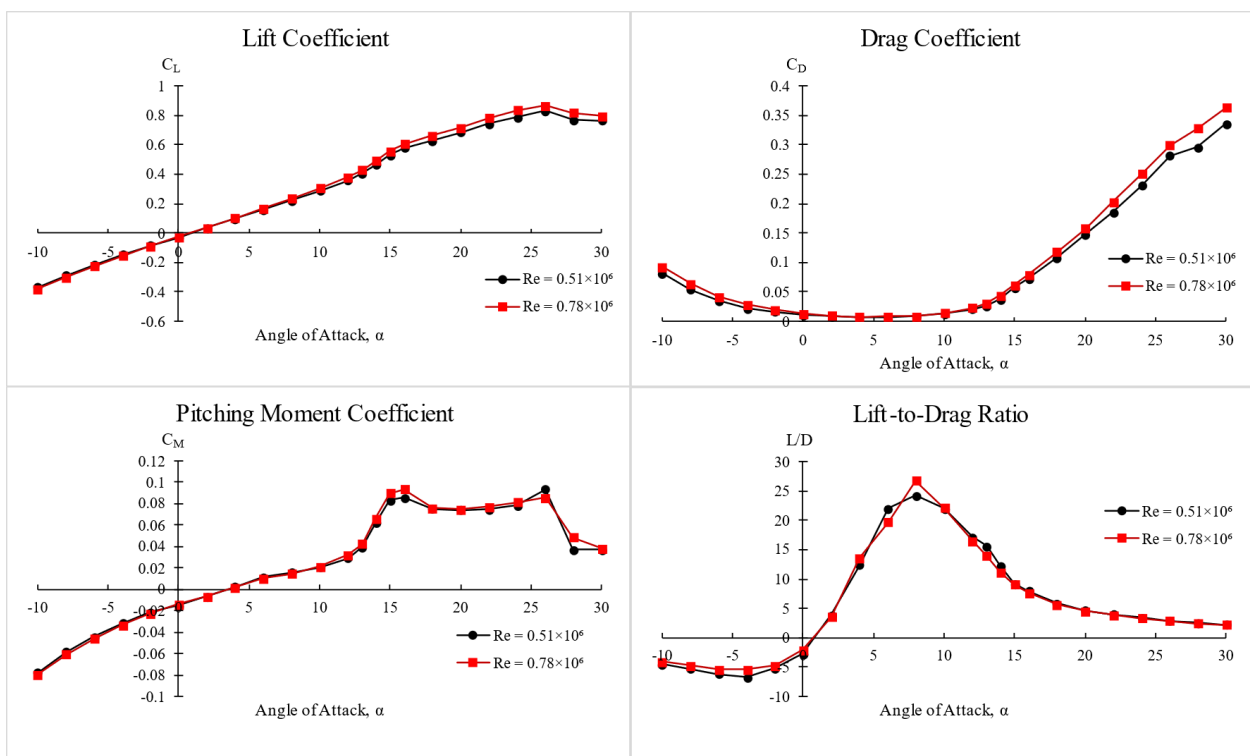 Lift Coefficient
C_L
1
0.8
0.6
0.4
0.2
0
-0.2
-0.4
-0.6
-10 -5 0 5 10 15 20 25 30
Re = 0.51×10⁶
Re = 0.78×10⁶
Angle of Attack, α
Drag Coefficient
C_D
0.4
0.35
0.3
0.25
0.2
0.15
0.1
0.05
0
-10 -5 0 5 10 15 20 25 30
Re = 0.51×10⁶
Re = 0.78×10⁶
Angle of Attack, α
Pitching Moment Coefficient
C_M
0.12
0.1
0.08
0.06
0.04
0.02
0
-0.02
-0.04
-0.06
-0.08
-0.1
-10 -5 0 5 10 15 20 25 30
Re = 0.51×10⁶
Re = 0.78×10⁶
Angle of Attack, α
Lift-to-Drag Ratio
L/D
30
25
20
15
10
5
0
-5
-10
-10 -5 0 5 10 15 20 25 30
Re = 0.51×10⁶
Re = 0.78×10⁶
Angle of Attack, α